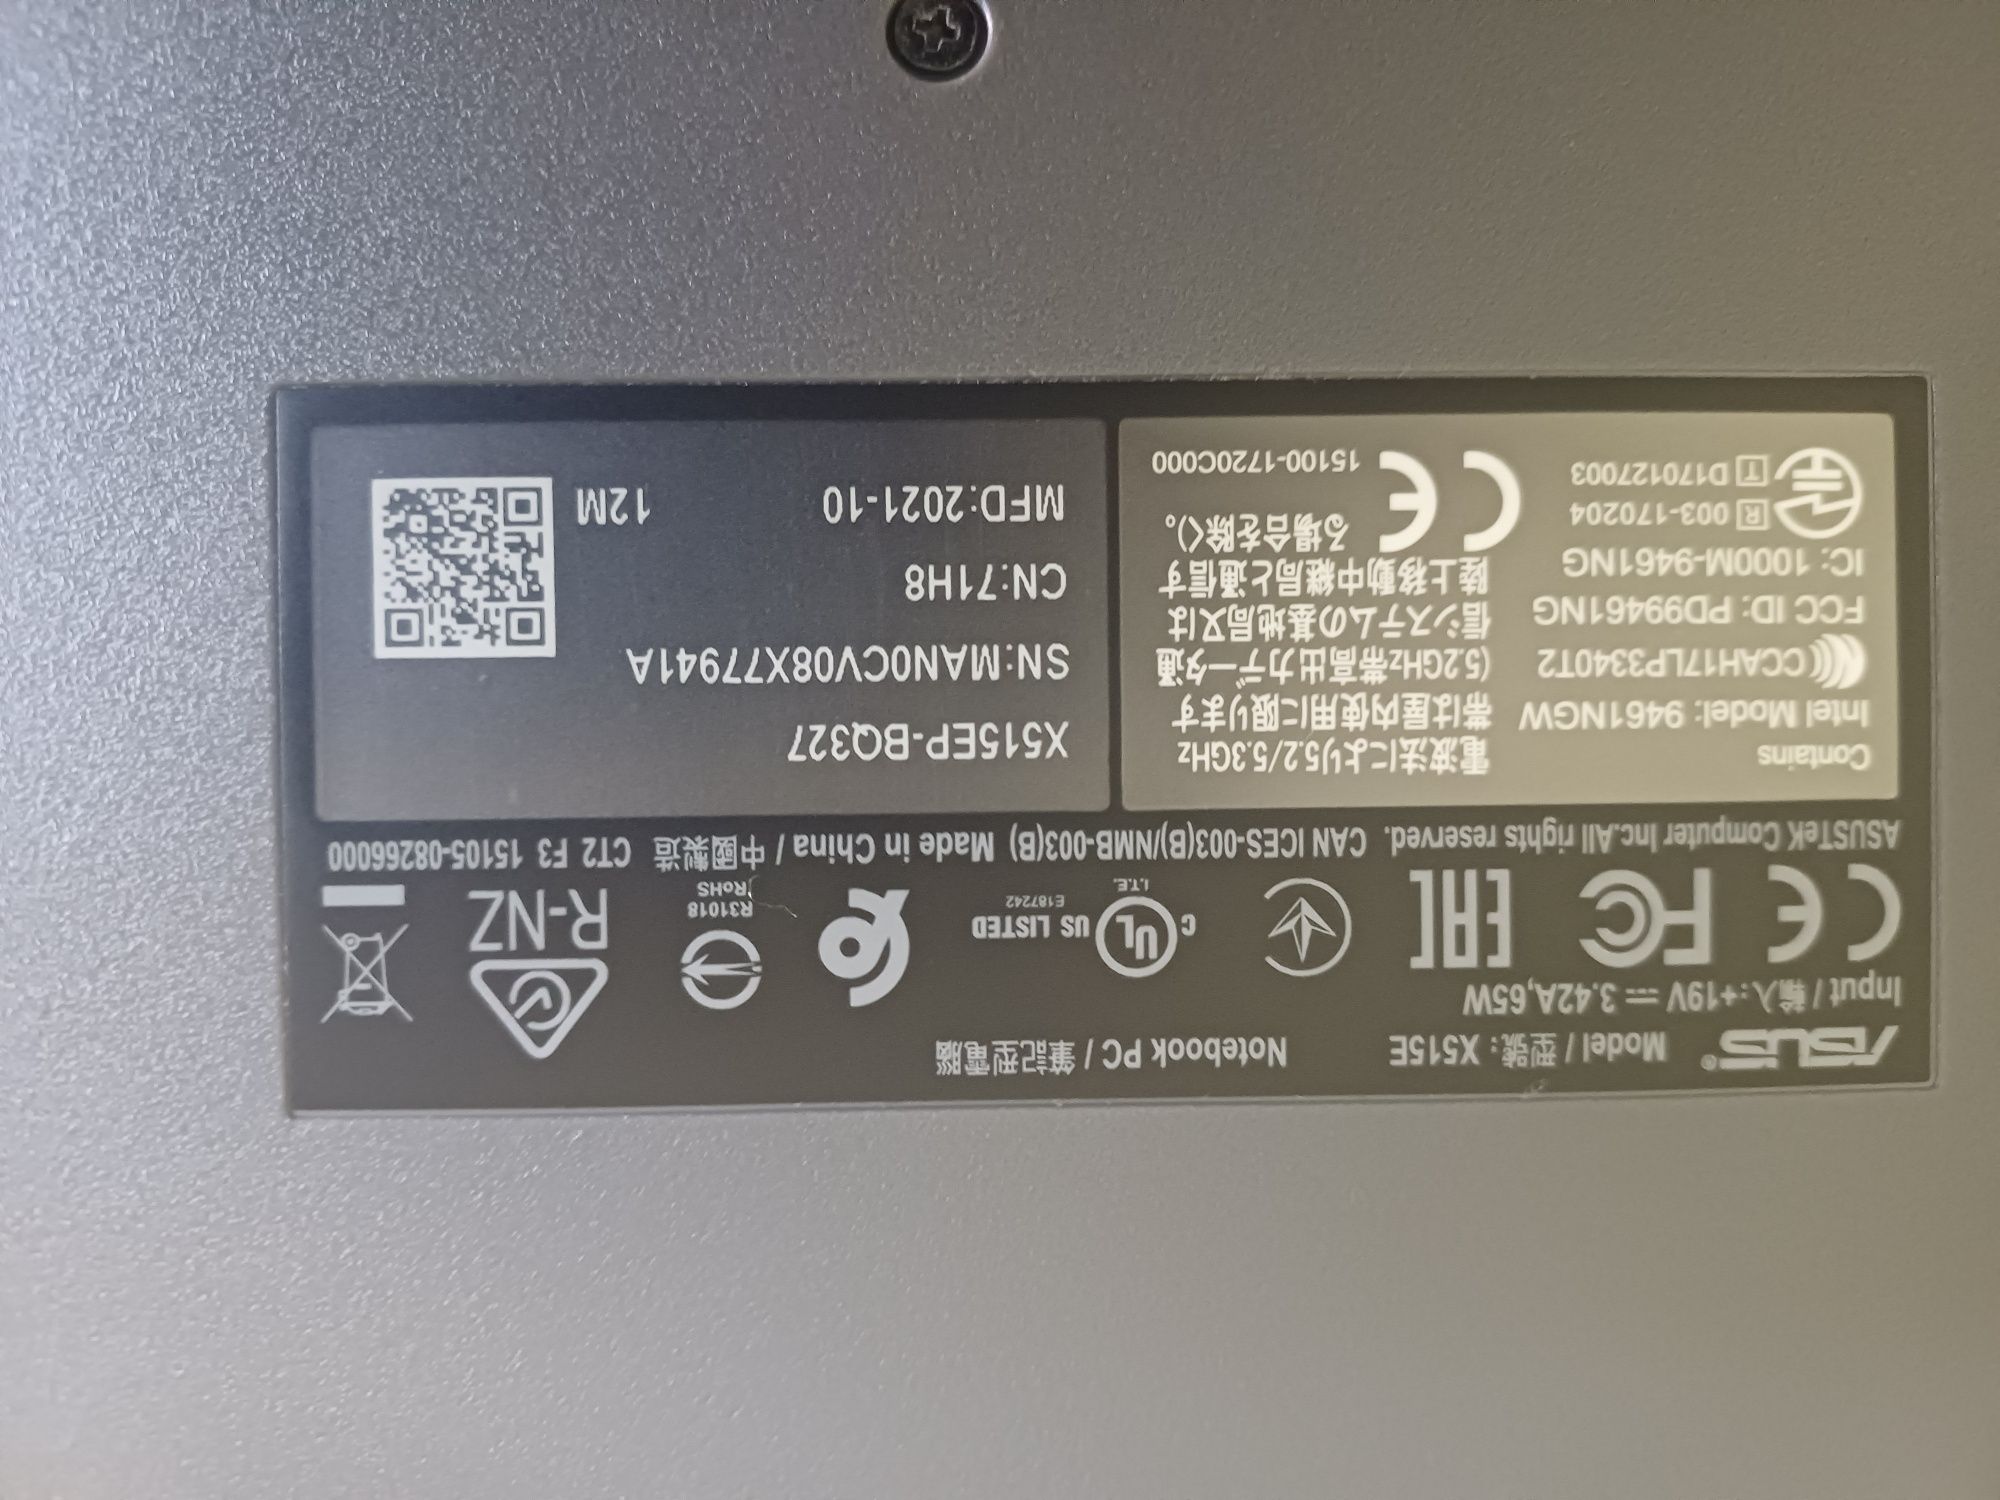 ASUS® Model / 型號: X515E Notebook PC / 筆記型電腦
Input / 輸入: +19V ⎓ 3.42A, 65W
CE FC EAC C UL US LISTED I.T.E. E187242 R31018 RoHS R-NZ
ASUSTeK Computer Inc.All rights reserved. CAN ICES-003(B)/NMB-003(B) Made in China / 中國製造 CT2 F3 15105-08266000
Contains
Intel Model: 9461NGW
CCAH17LP3340T2
FCC ID: PD99461NG
IC: 1000M-9461NG
R 003-170204
T D170127003
電波法により5.2/5.3GHz
帯は屋内使用に限ります
(5.2GHz帯高出力データ通
信システムの基地局又は
陸上移動中継局と通信す
る場合を除く)。
CE 15100-1720C000
X515EP-BQ327
SN:MAN0CV08X77941A
CN:71H8
MFD:2021-10 12M